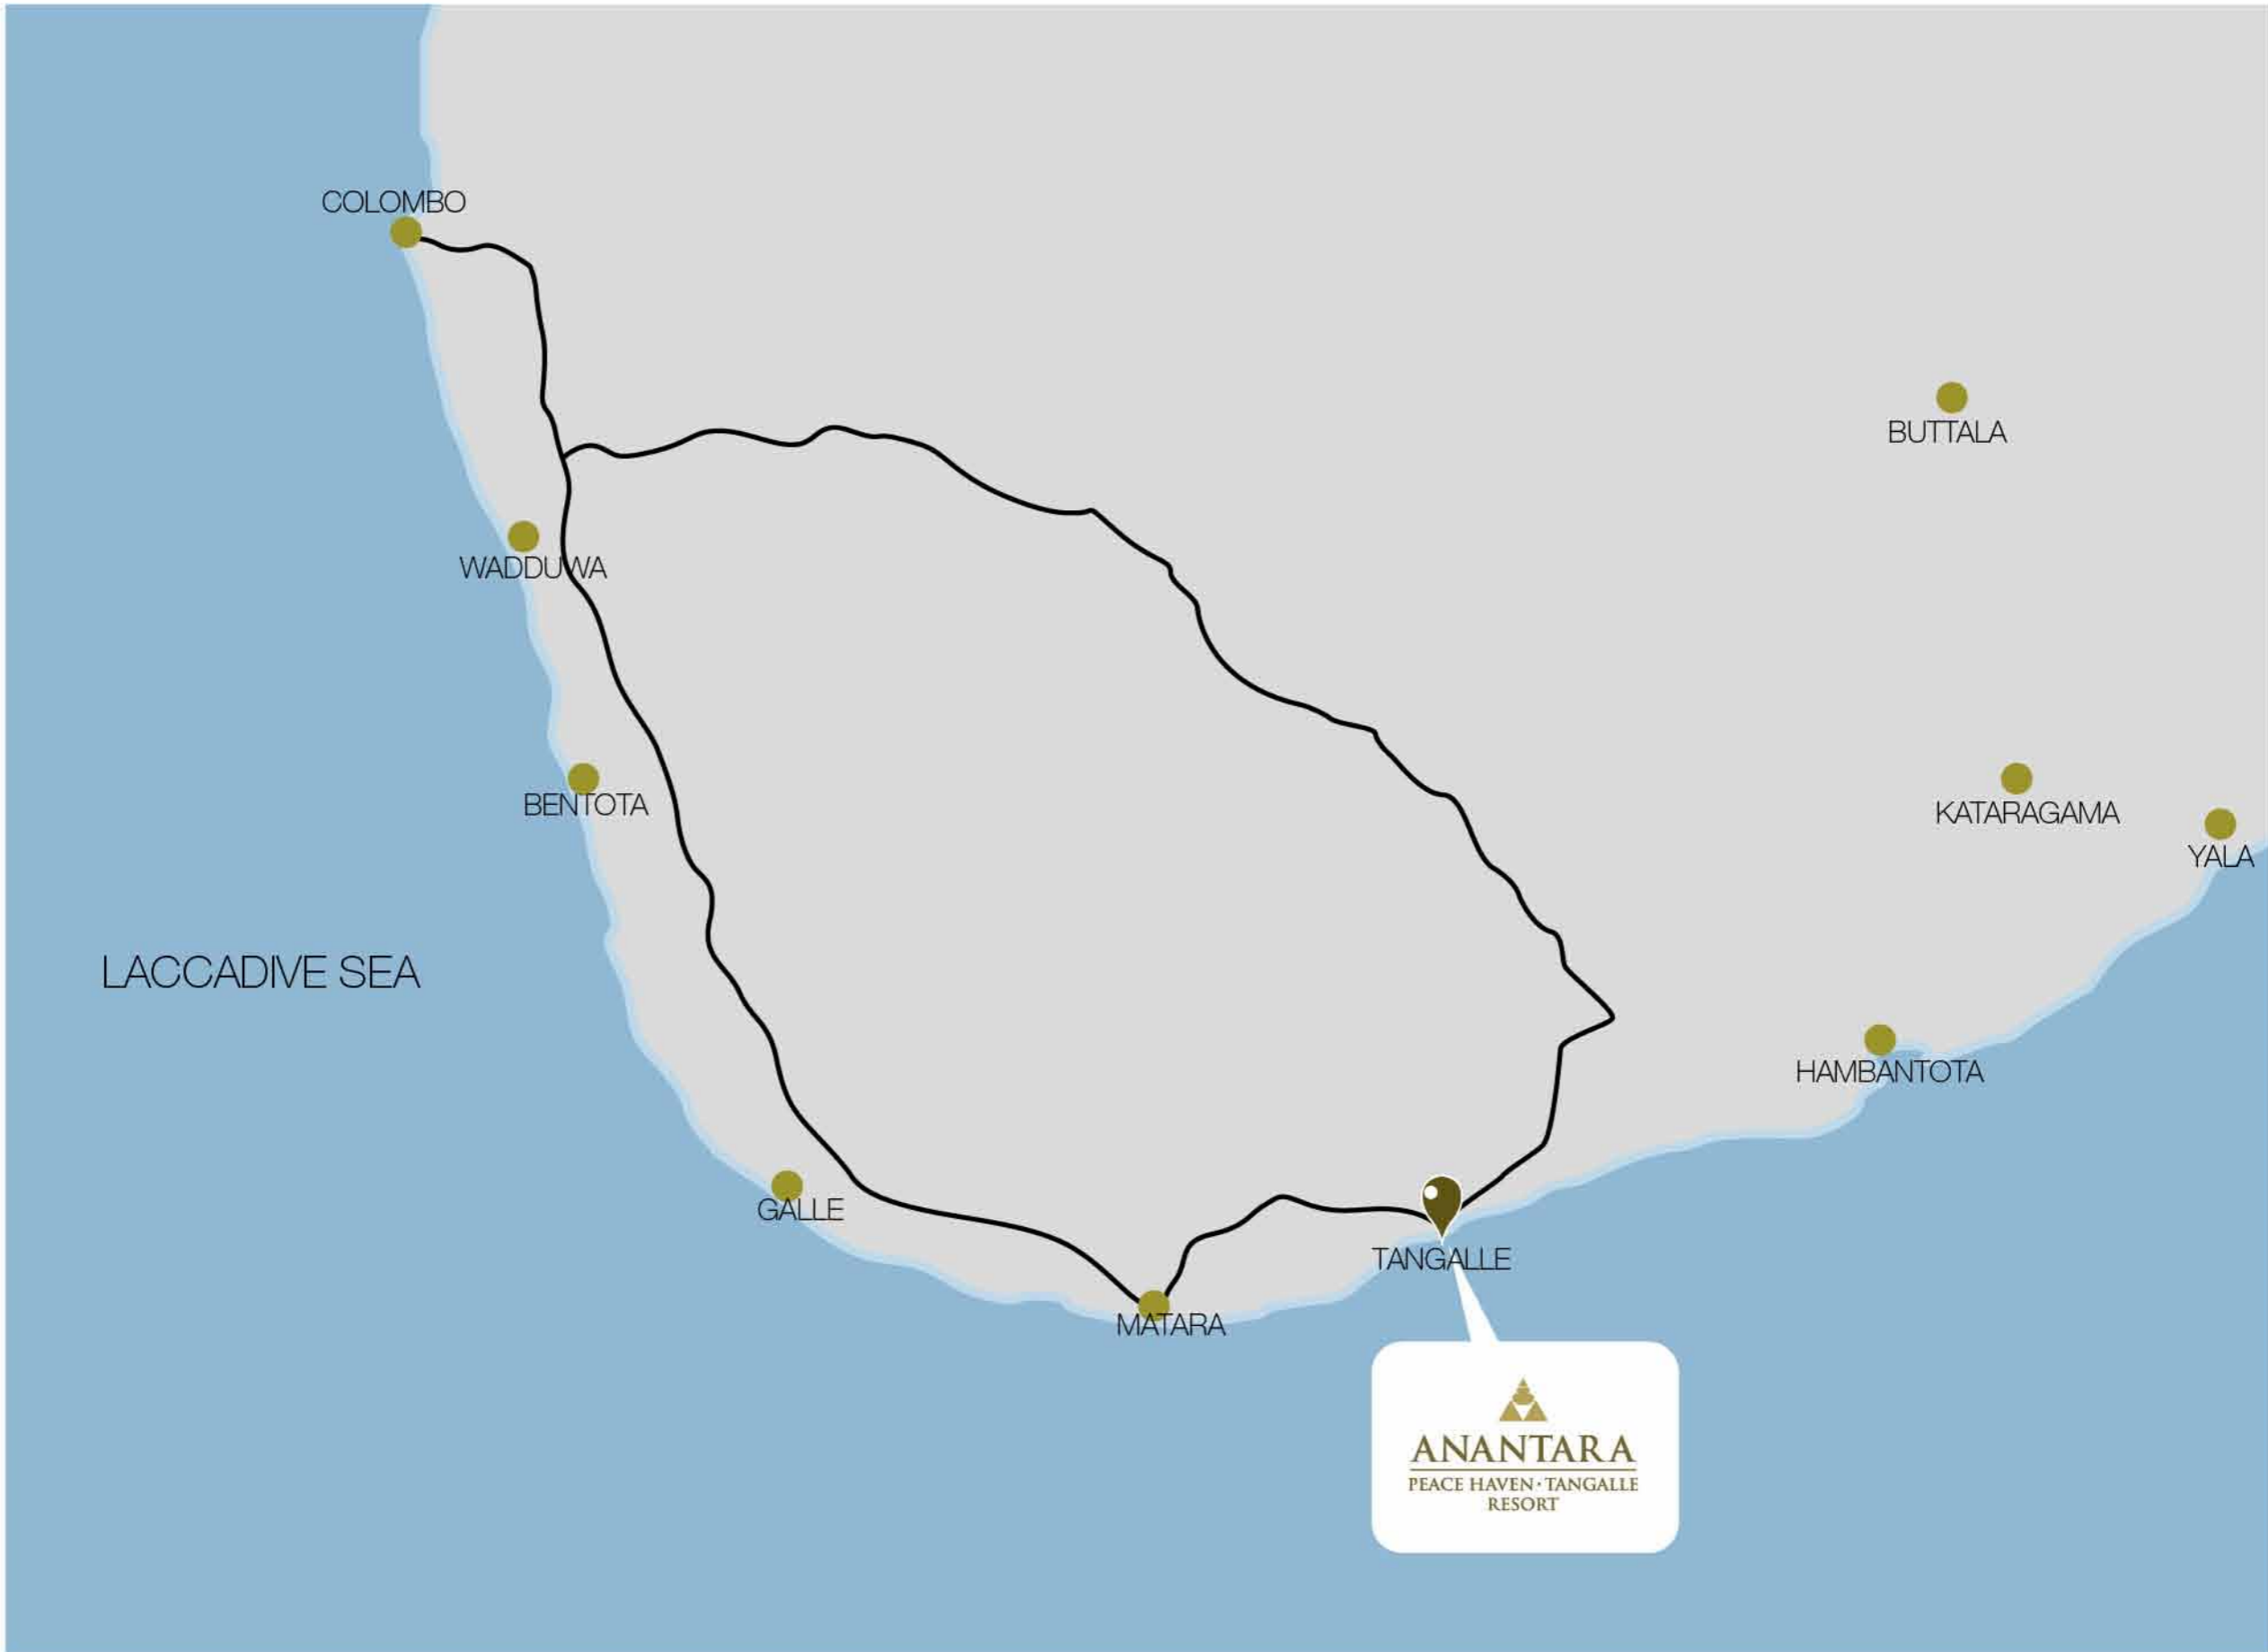 COLOMBO
BUTTALA
WADDUWA
BENTOTA
KATARAGAMA
YALA
LACCADIVE SEA
HAMBANTOTA
GALLE
TANGALLE
MATARA
ANANTARA
PEACE HAVEN · TANGALLE
RESORT